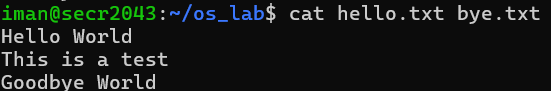 iman@secr2043:~/os_lab$ cat hello.txt bye.txt
Hello World
This is a test
Goodbye World